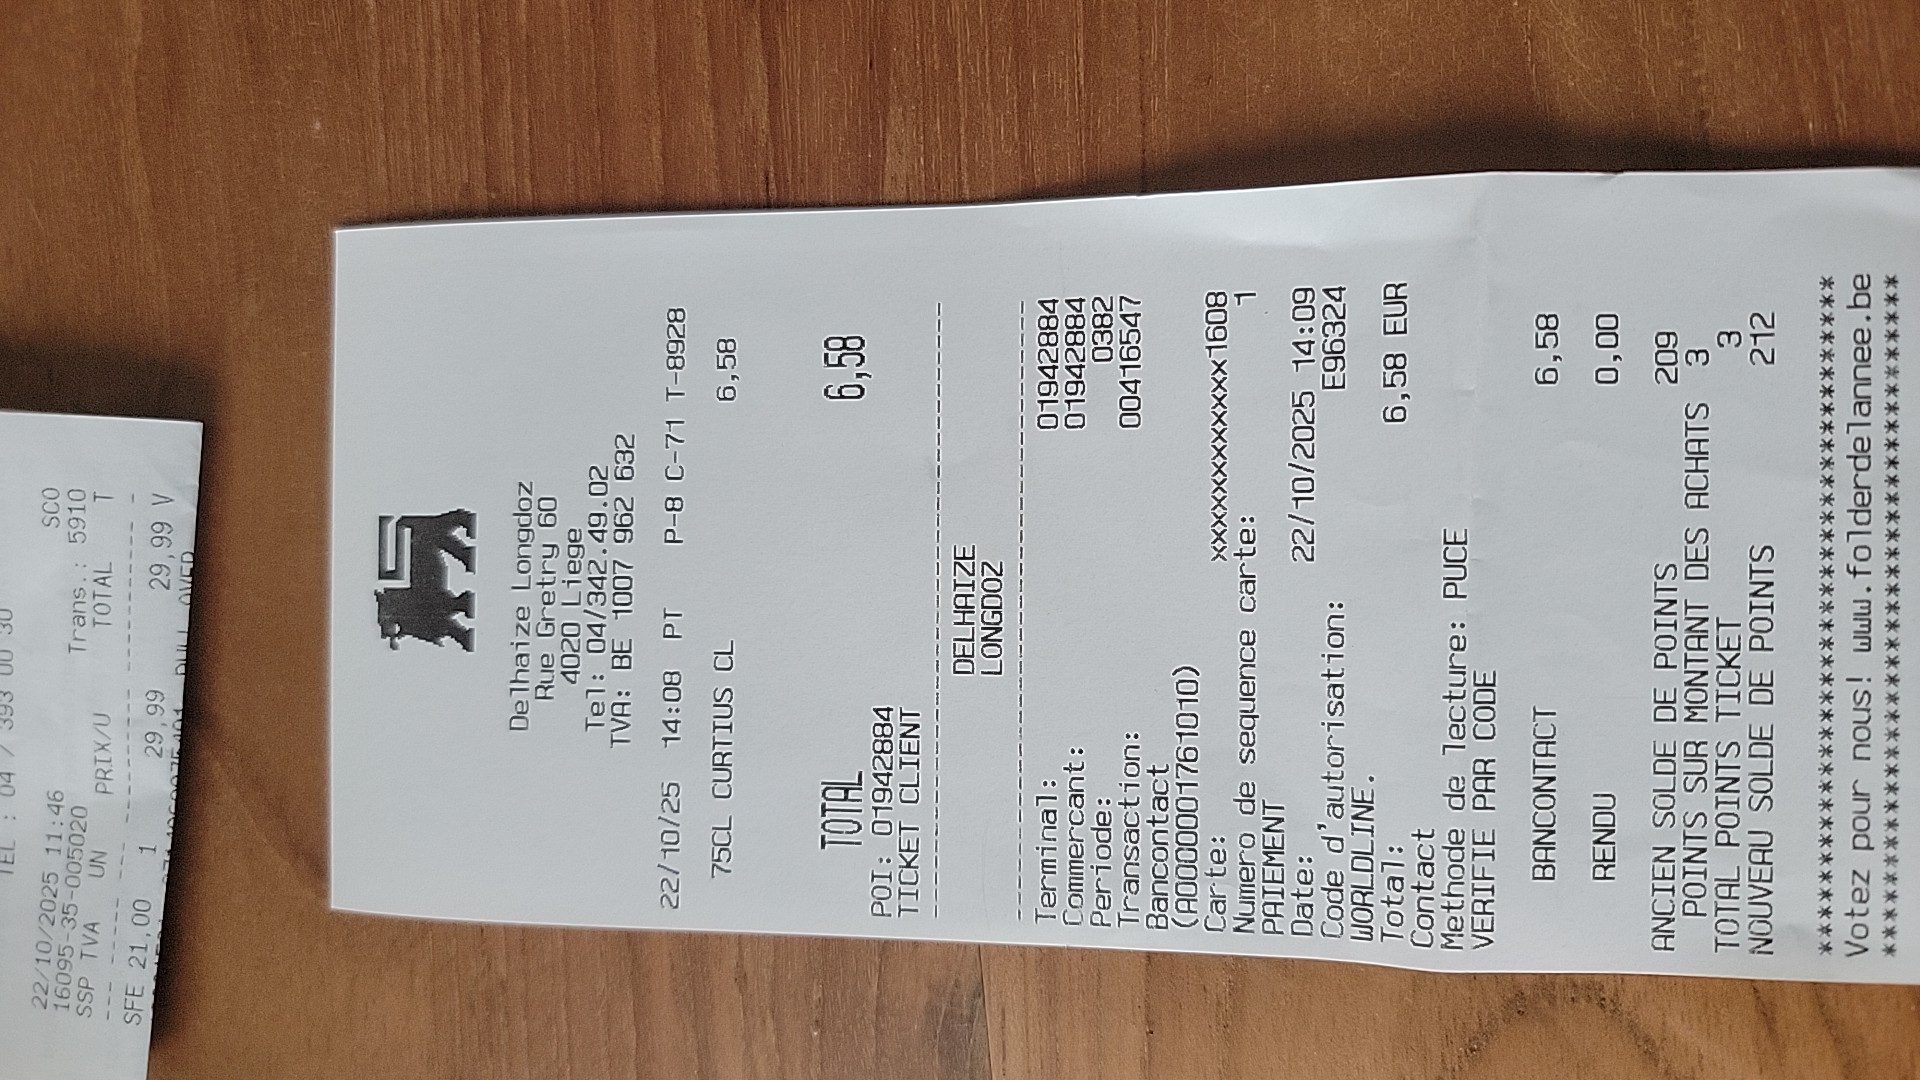 TEL : 04 / 393 00 30
22/10/2025 11:46 SCO
16095-35-005020 Trans.: 5910
SSP TVA UN PRIX/U TOTAL T
--- ------ --- -------- -------- -
SFE 21,00 1 29,99 29,99 V
Delhaize Longdoz
Rue Gretry 60
4020 Liege
Tel: 04/342.49.02
TVA: BE 1007 962 632
22/10/25 14:08 PT P-8 C-71 T-8928
75CL CURTIUS CL 6,58
TOTAL 6,58
POI: 01942884
TICKET CLIENT
----------------------------------------
DELHAIZE
LONGDOZ
----------------------------------------
Terminal: 01942884
Commercant: 01942884
Periode: 0382
Transaction: 00416547
Bancontact
(A0000001761010)
Carte: xxxxxxxxxxxxxxx1608
Numero de sequence carte: 1
PAIEMENT
Date: 22/10/2025 14:09
Code d'autorisation: E96324
WORLDLINE.
Total: 6,58 EUR
Contact
Methode de lecture: PUCE
VERIFIE PAR CODE
BANCONTACT 6,58
RENDU 0,00
ANCIEN SOLDE DE POINTS 209
POINTS SUR MONTANT DES ACHATS 3
TOTAL POINTS TICKET 3
NOUVEAU SOLDE DE POINTS 212
****************************************
Votez pour nous! www.folderdelannee.be
****************************************